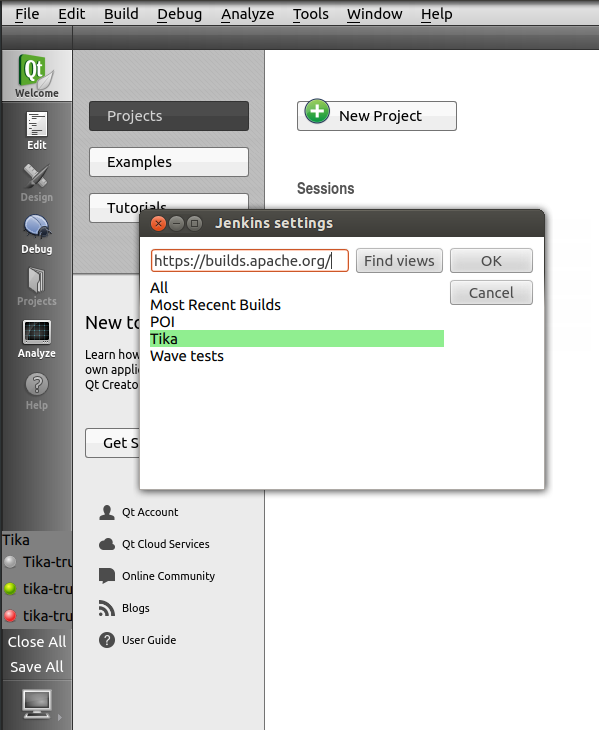 File Edit Build Debug Analyze Tools Window Help
Qt
Welcome
Edit
Design
Debug
Projects
Analyze
Help
Tika
Tika-tru
tika-tru
tika-tru
Close All
Save All
Projects
Examples
Tutorials
New to
Learn how
own appli
Qt Creato
Get S
Qt Account
Qt Cloud Services
Online Community
Blogs
User Guide
New Project
Sessions
Jenkins settings
https://builds.apache.org/ Find views OK
Cancel
All
Most Recent Builds
POI
Tika
Wave tests